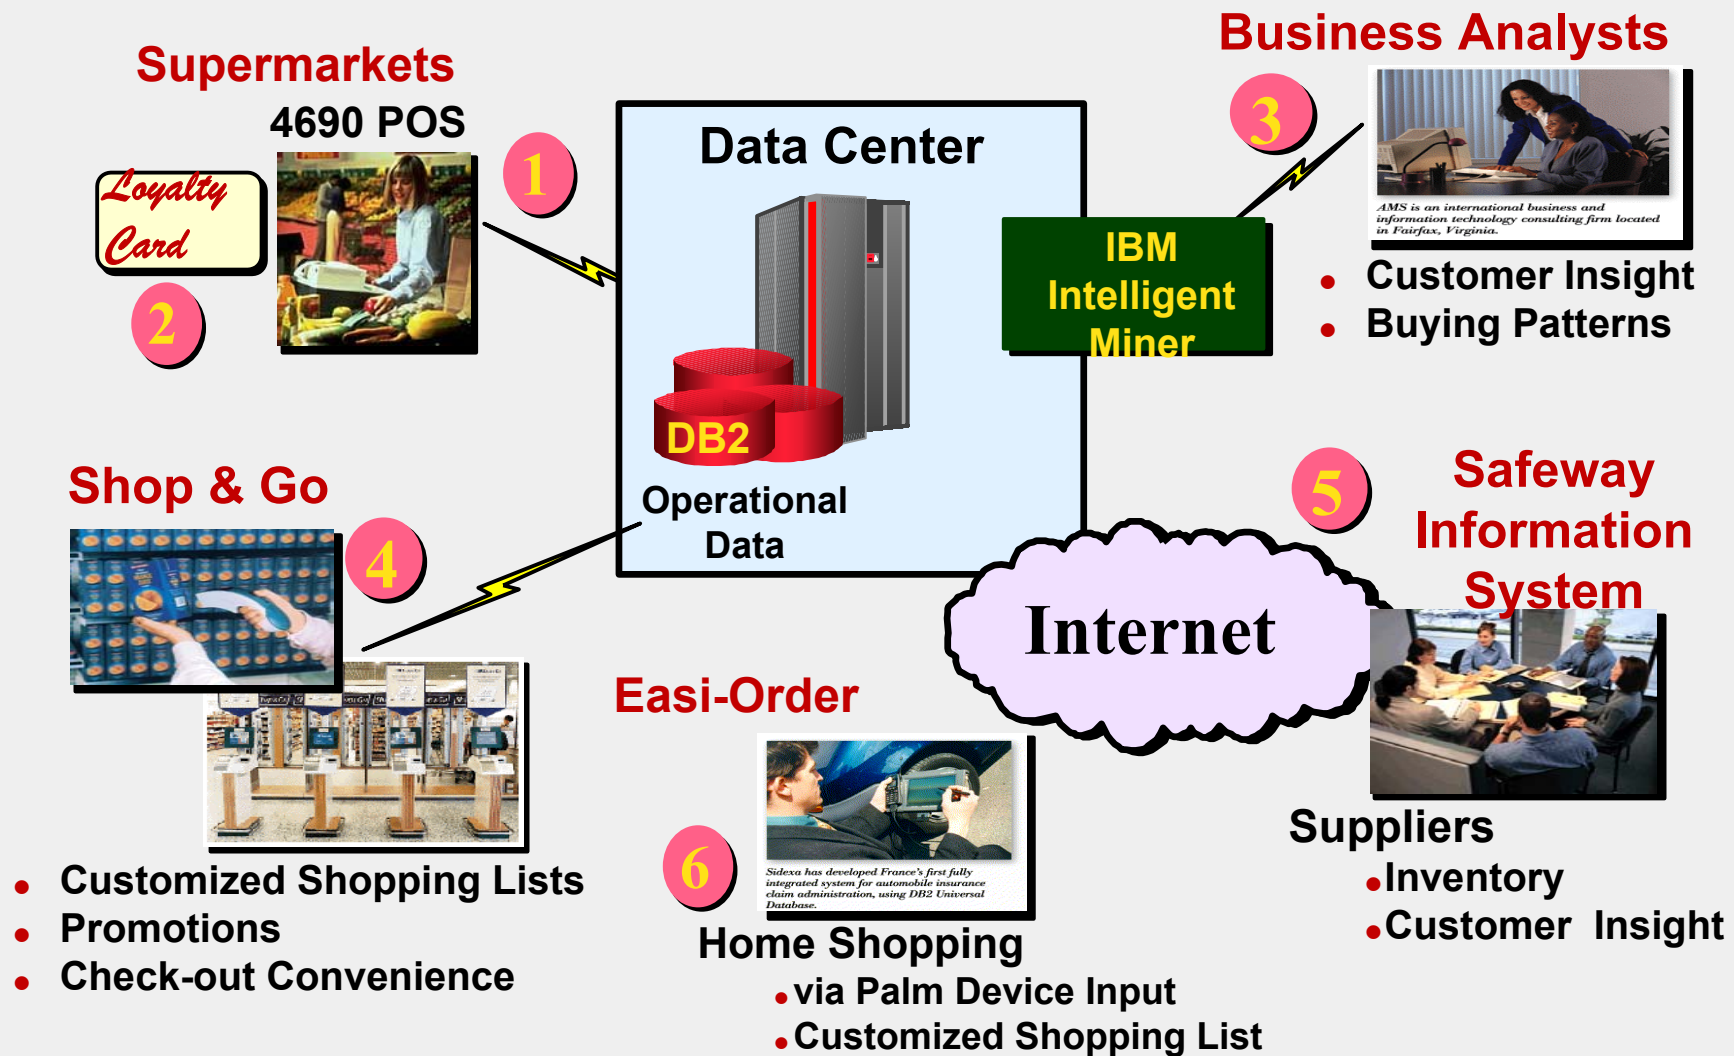 Supermarkets
4690 POS
Loyalty
Card
1
2
Data Center
DB2
Operational
Data
IBM
Intelligent
Miner
Business Analysts
3
AMS is an international business and
information technology consulting firm located
in Fairfax, Virginia.
• Customer Insight
• Buying Patterns
Shop & Go
4
• Customized Shopping Lists
• Promotions
• Check-out Convenience
Internet
5
Safeway
Information
System
Suppliers
•Inventory
•Customer Insight
Easi-Order
6
Sidexa has developed France's first fully
integrated system for automobile insurance
claim administration, using DB2 Universal
Database.
Home Shopping
•via Palm Device Input
•Customized Shopping List